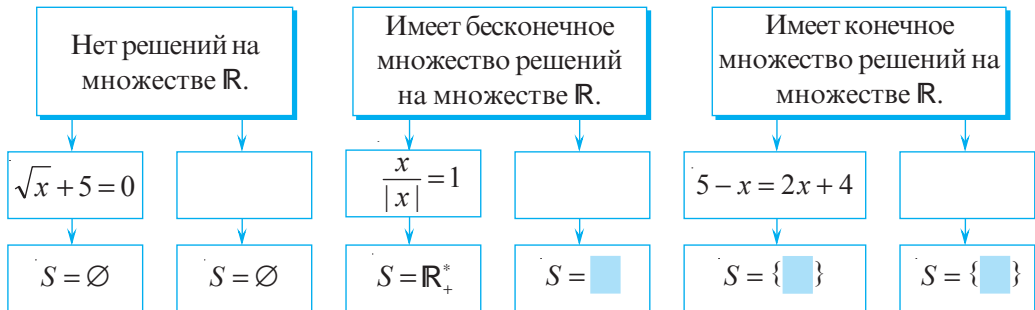 Нет решений на
множестве ℝ.
Имеет бесконечное
множество решений
на множестве ℝ.
Имеет конечное
множество решений на
множестве ℝ.
√x + 5 = 0
x/|x| = 1
5 − x = 2x + 4
S = ∅
S = ∅
S = ℝ₊*
S =
S = { }
S = { }